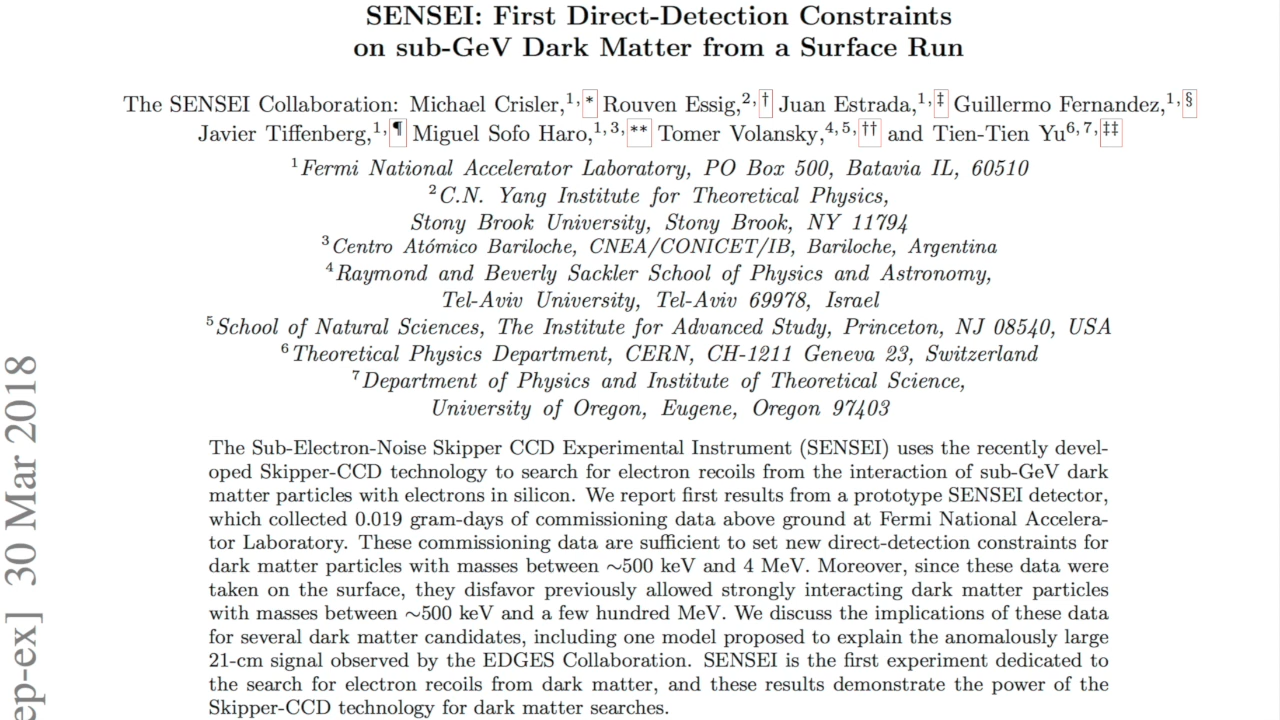 SENSEI: First Direct-Detection Constraints
on sub-GeV Dark Matter from a Surface Run
The SENSEI Collaboration: Michael Crisler,1, * Rouven Essig,2, † Juan Estrada,1, ‡ Guillermo Fernandez,1, §
Javier Tiffenberg,1, ¶ Miguel Sofo Haro,1, 3, ** Tomer Volansky,4, 5, †† and Tien-Tien Yu6, 7, ‡‡
1Fermi National Accelerator Laboratory, PO Box 500, Batavia IL, 60510
2C.N. Yang Institute for Theoretical Physics,
Stony Brook University, Stony Brook, NY 11794
3Centro Atómico Bariloche, CNEA/CONICET/IB, Bariloche, Argentina
4Raymond and Beverly Sackler School of Physics and Astronomy,
Tel-Aviv University, Tel-Aviv 69978, Israel
5School of Natural Sciences, The Institute for Advanced Study, Princeton, NJ 08540, USA
6Theoretical Physics Department, CERN, CH-1211 Geneva 23, Switzerland
7Department of Physics and Institute of Theoretical Science,
University of Oregon, Eugene, Oregon 97403
The Sub-Electron-Noise Skipper CCD Experimental Instrument (SENSEI) uses the recently devel-
oped Skipper-CCD technology to search for electron recoils from the interaction of sub-GeV dark
matter particles with electrons in silicon. We report first results from a prototype SENSEI detector,
which collected 0.019 gram-days of commissioning data above ground at Fermi National Accelera-
tor Laboratory. These commissioning data are sufficient to set new direct-detection constraints for
dark matter particles with masses between ~500 keV and 4 MeV. Moreover, since these data were
taken on the surface, they disfavor previously allowed strongly interacting dark matter particles
with masses between ~500 keV and a few hundred MeV. We discuss the implications of these data
for several dark matter candidates, including one model proposed to explain the anomalously large
21-cm signal observed by the EDGES Collaboration. SENSEI is the first experiment dedicated to
the search for electron recoils from dark matter, and these results demonstrate the power of the
Skipper-CCD technology for dark matter searches.
ep-ex] 30 Mar 2018